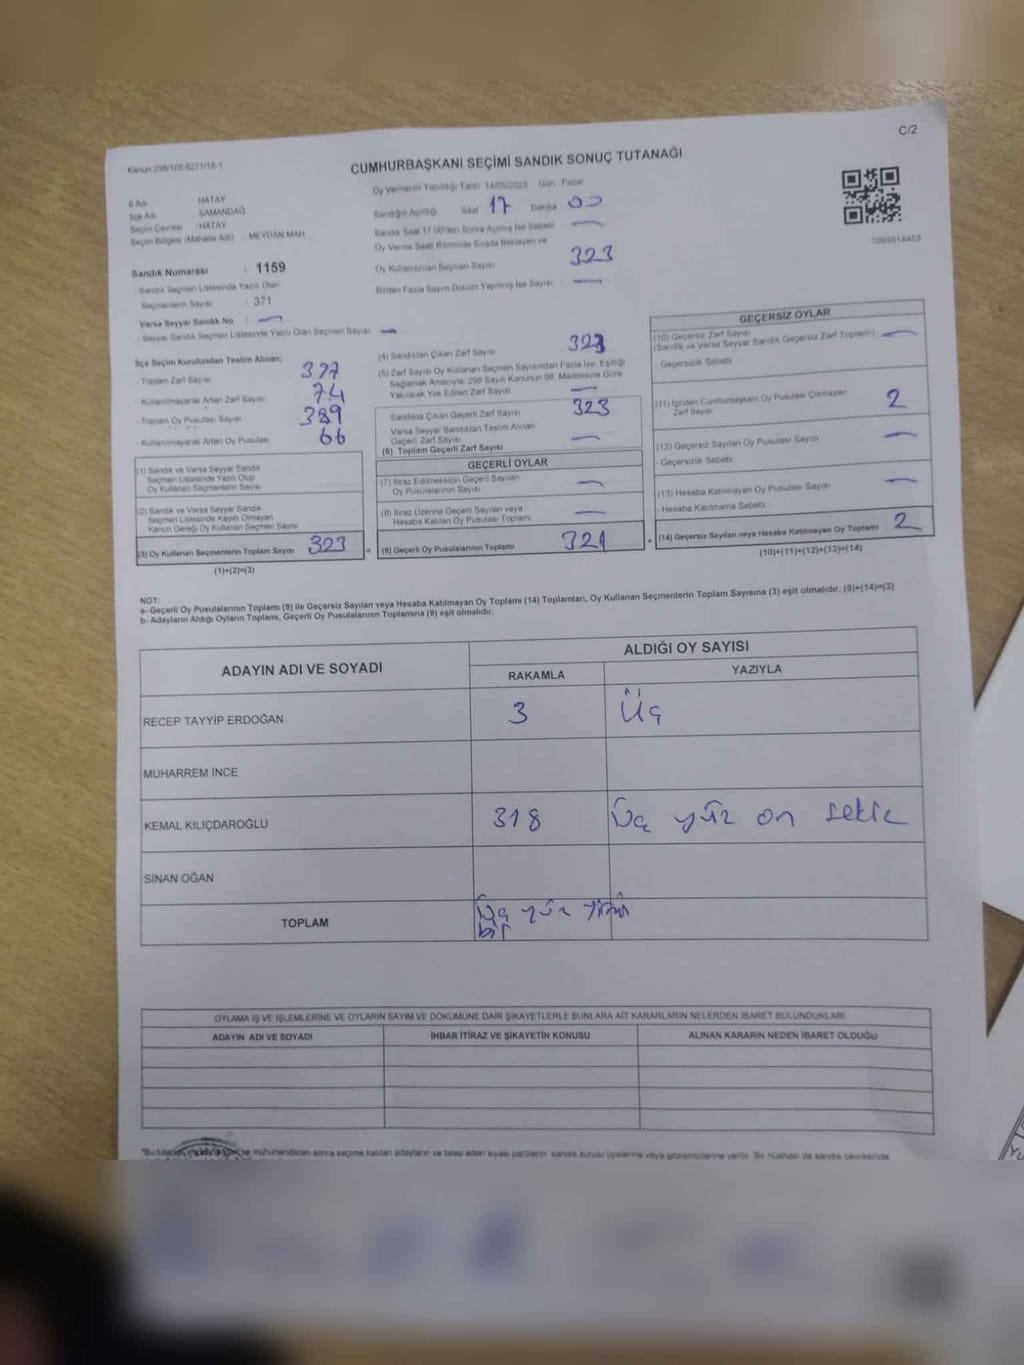 C/2
Kanun:298/105 6271/18-1
CUMHURBAŞKANI SEÇİMİ SANDIK SONUÇ TUTANAĞI
İl Adı : HATAY
İlçe Adı : SAMANDAĞ
Seçim Çevresi : HATAY
Seçim Bölgesi (Mahalle Adı) : MEYDAN MAH.
Oy Vermenin Yapıldığı Tarih 14/05/2023 Gün Pazar
Sandığın Açıldığı Saat 17 Dakika 00
Sandık Saat 17:00'den Sonra Açılmış İse Sebebi —
Oy Verme Saati Bitiminde Sırada Bekleyen ve
Oy Kullandırılan Seçmen Sayısı 323
Birden Fazla Sayım Döküm Yapılmış İse Sayısı —
Sandık Numarası : 1159
- Sandık Seçmen Listesinde Yazılı Olan
Seçmenlerin Sayısı : 371
Varsa Seyyar Sandık No : —
- Seyyar Sandık Seçmen Listesinde Yazılı Olan Seçmen Sayısı —
İlçe Seçim Kurulundan Teslim Alınan;
- Toplam Zarf Sayısı 397
- Kullanılmayarak Artan Zarf Sayısı 74
- Toplam Oy Pusulası Sayısı 389
- Kullanılmayarak Artan Oy Pusulası 66
(1) Sandık ve Varsa Seyyar Sandık
Seçmen Listesinde Yazılı Olup
Oy Kullanan Seçmenlerin Sayısı
(2) Sandık ve Varsa Seyyar Sandık
Seçmen Listesinde Kayıtlı Olmayan
Kanun Gereği Oy Kullanan Seçmen Sayısı
(3) Oy Kullanan Seçmenlerin Toplam Sayısı 323
(1)+(2)=(3)
(4) Sandıktan Çıkan Zarf Sayısı 323
(5) Zarf Sayısı Oy Kullanan Seçmen Sayısından Fazla İse, Eşitliği
Sağlamak Amacıyla, 298 Sayılı Kanunun 98. Maddesine Göre
Yakılarak Yok Edilen Zarf Sayısı —
Sandıkta Çıkan Geçerli Zarf Sayısı 323
Varsa Seyyar Sandıktan Teslim Alınan
Geçerli Zarf Sayısı —
(6) Toplam Geçerli Zarf Sayısı
GEÇERLİ OYLAR
(7) İtiraz Edilmeksizin Geçerli Sayılan
Oy Pusulalarının Sayısı —
(8) İtiraz Üzerine Geçerli Sayılan veya
Hesaba Katılan Oy Pusulası Toplamı —
= (9) Geçerli Oy Pusulalarının Toplamı 321
GEÇERSİZ OYLAR
(10) Geçersiz Zarf Sayısı
(Sandık ve Varsa Seyyar Sandık Geçersiz Zarf Toplamı) —
- Geçersizlik Sebebi
(11) İçinden Cumhurbaşkanı Oy Pusulası Çıkmayan
Zarf Sayısı 2
(12) Geçersiz Sayılan Oy Pusulası Sayısı —
- Geçersizlik Sebebi
(13) Hesaba Katılmayan Oy Pusulası Sayısı —
- Hesaba Katılmama Sebebi
+ (14) Geçersiz Sayılan veya Hesaba Katılmayan Oy Toplamı 2
(10)+(11)+(12)+(13)=(14)
NOT:
a- Geçerli Oy Pusulalarının Toplamı (9) ile Geçersiz Sayılan veya Hesaba Katılmayan Oy Toplamı (14) Toplamları, Oy Kullanan Seçmenlerin Toplam Sayısına (3) eşit olmalıdır. (9)+(14)=(3)
b- Adayların Aldığı Oyların Toplamı, Geçerli Oy Pusulalarının Toplamına (9) eşit olmalıdır.
ADAYIN ADI VE SOYADI
ALDIĞI OY SAYISI
RAKAMLA YAZIYLA
RECEP TAYYİP ERDOĞAN 3 Üç
MUHARREM İNCE
KEMAL KILIÇDAROĞLU 318 Üç yüz on sekiz
SİNAN OĞAN
TOPLAM Üç yüz yirmi
bir
OYLAMA İŞ VE İŞLEMLERİNE VE OYLARIN SAYIM VE DÖKÜMÜNE DAİR ŞİKAYETLERLE BUNLARA AİT KARARLARIN NELERDEN İBARET BULUNDUKLARI
ADAYIN ADI VE SOYADI İHBAR İTİRAZ VE ŞİKAYETİN KONUSU ALINAN KARARIN NEDEN İBARET OLDUĞU
mühürlendikten sonra seçime katılan adayların ve talep eden siyasi partilerin sandık kurulu üyelerine veya gözlemcilerine verilir. Bir nüshası da sandık çevresinde